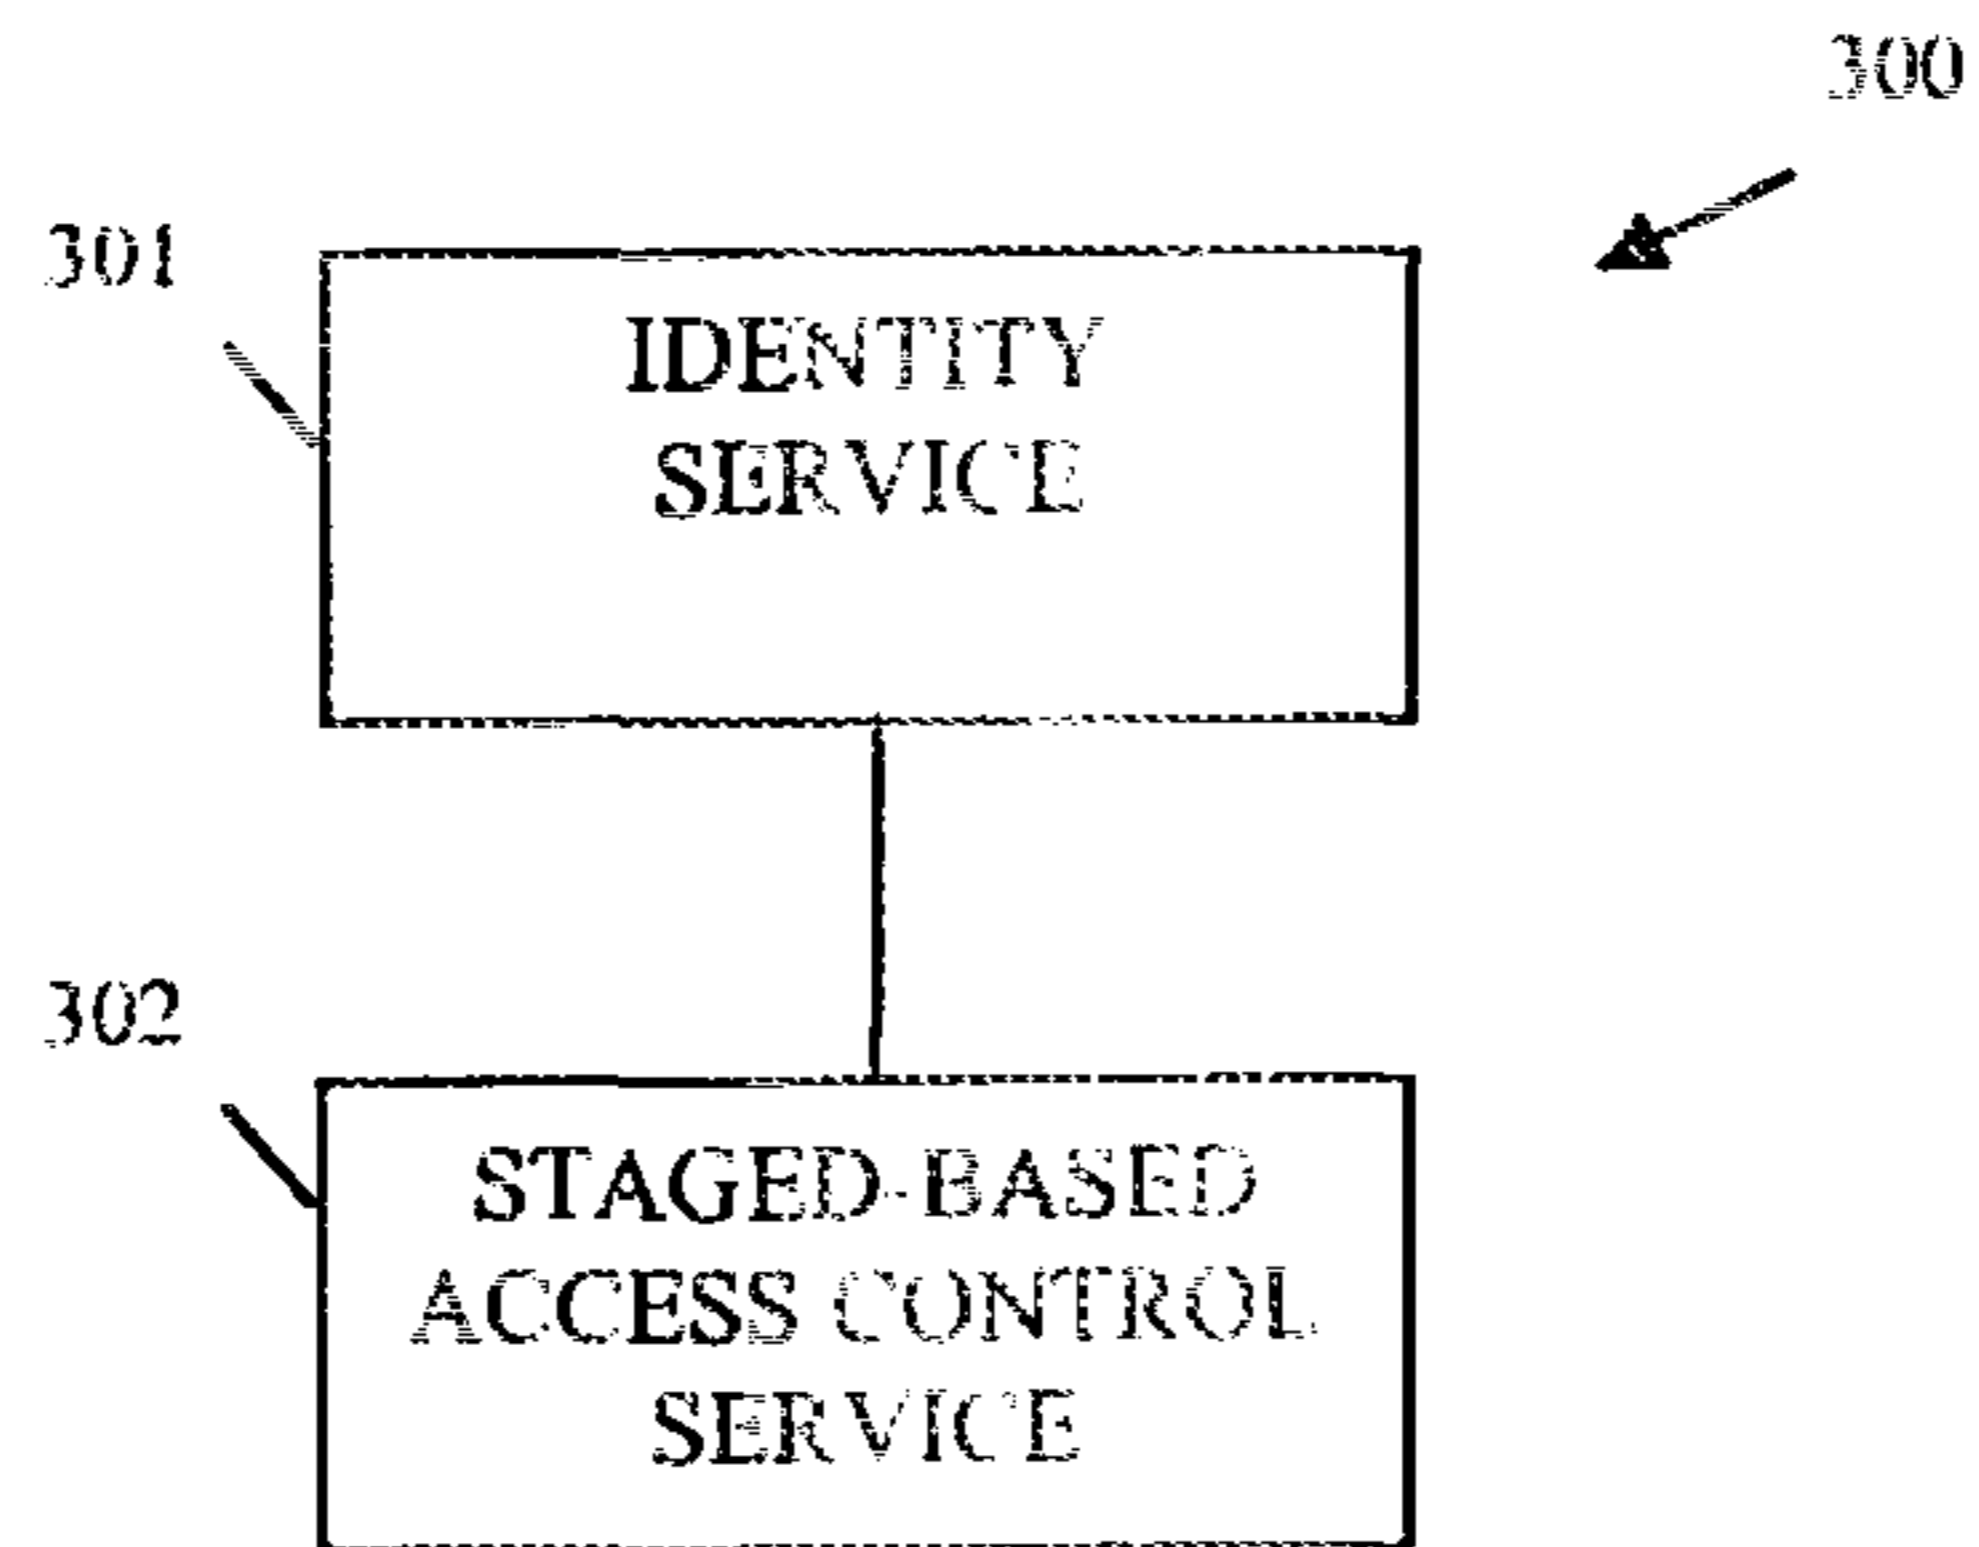 300
301
IDENTITY
SERVICE
302
STAGED-BASED
ACCESS CONTROL
SERVICE